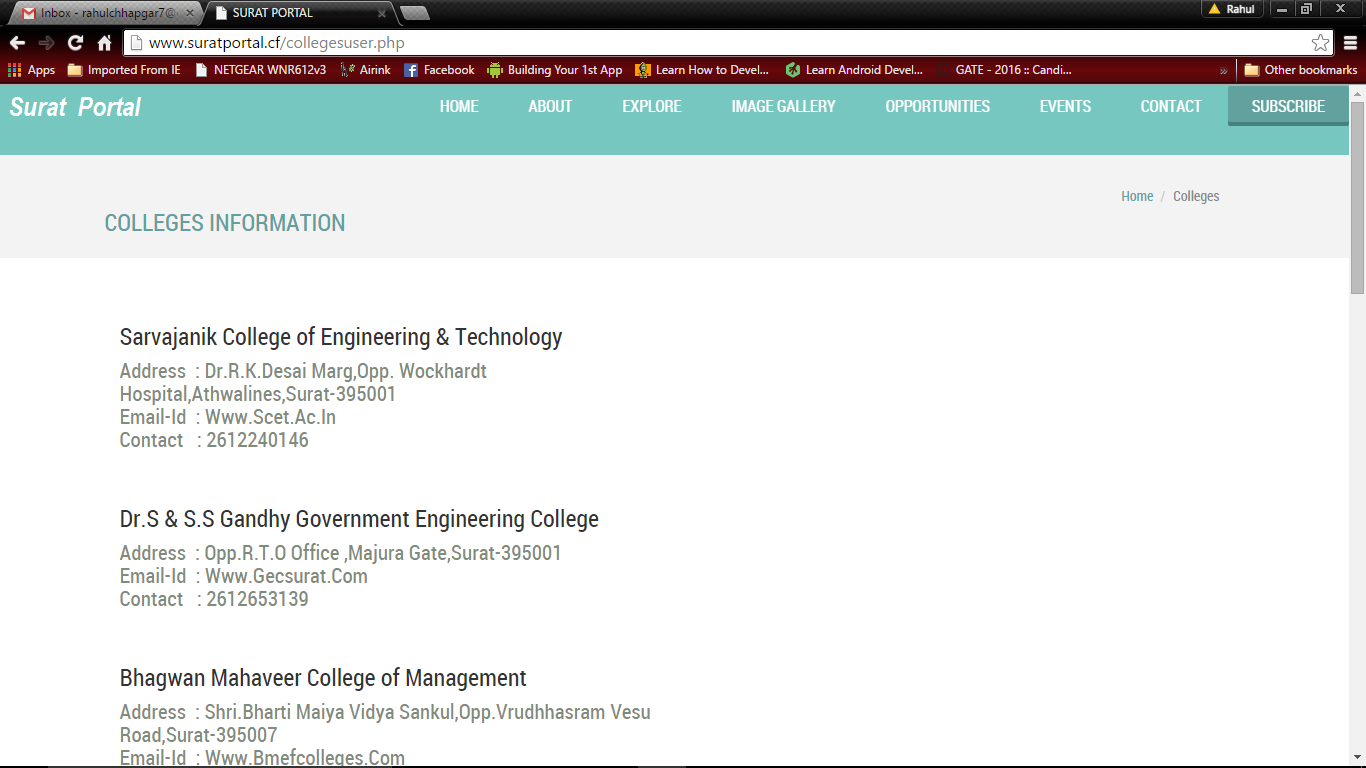 Inbox - rahulchhapgar7@
SURAT PORTAL
Rahul
www.suratportal.cf/collegesuser.php
Apps Imported From IE NETGEAR WNR612v3 Airink Facebook Building Your 1st App Learn How to Devel... Learn Android Devel... GATE - 2016 :: Candi... » Other bookmarks
Surat Portal HOME ABOUT EXPLORE IMAGE GALLERY OPPORTUNITIES EVENTS CONTACT SUBSCRIBE
Home / Colleges
COLLEGES INFORMATION
Sarvajanik College of Engineering & Technology
Address : Dr.R.K.Desai Marg,Opp. Wockhardt
Hospital,Athwalines,Surat-395001
Email-Id : Www.Scet.Ac.In
Contact : 2612240146
Dr.S & S.S Gandhy Government Engineering College
Address : Opp.R.T.O Office ,Majura Gate,Surat-395001
Email-Id : Www.Gecsurat.Com
Contact : 2612653139
Bhagwan Mahaveer College of Management
Address : Shri.Bharti Maiya Vidya Sankul,Opp.Vrudhhasram Vesu
Road,Surat-395007
Email-Id : Www.Bmefcolleges.Com